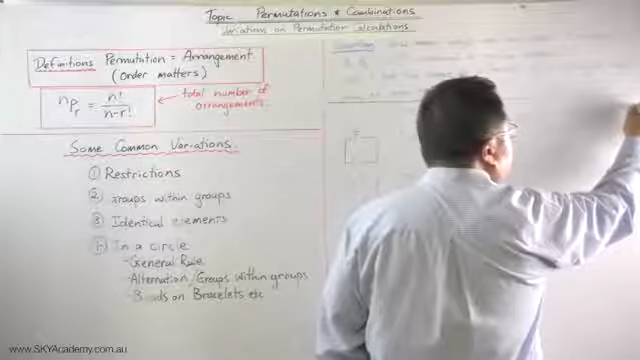 Topic Permutations & Combinations
Variations on Permutation Calculations
Definitions Permutation = Arrangement
(Order matters)
nPr = n! / n-r!
total number of
arrangements.
Some Common Variations.
① Restrictions
② Groups within groups
③ Identical elements
④ In a circle
- General Rule
- Alternation/Groups within groups
- Beads on Bracelets etc
www.SKYAcademy.com.au